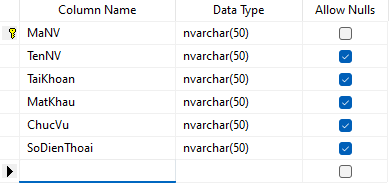 Column Name Data Type Allow Nulls
MaNV nvarchar(50)
TenNV nvarchar(50)
TaiKhoan nvarchar(50)
MatKhau nvarchar(50)
ChucVu nvarchar(50)
SoDienThoai nvarchar(50)